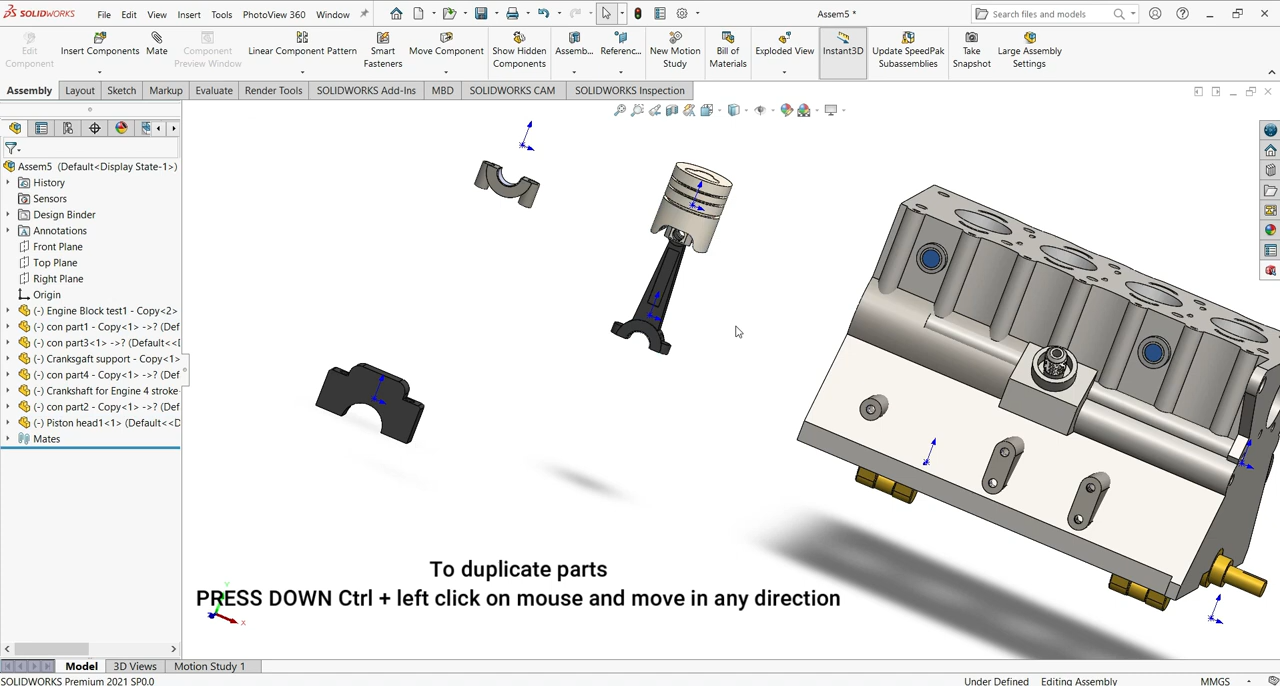 SOLIDWORKS File Edit View Insert Tools PhotoView 360 Window Assem5 * Search files and models
Edit Component
Insert Components
Mate
Component Preview Window
Linear Component Pattern
Smart Fasteners
Move Component
Show Hidden Components
Assemb...
Referenc...
New Motion Study
Bill of Materials
Exploded View
Instant3D
Update SpeedPak Subassemblies
Take Snapshot
Large Assembly Settings
Assembly Layout Sketch Markup Evaluate Render Tools SOLIDWORKS Add-Ins MBD SOLIDWORKS CAM SOLIDWORKS Inspection
Assem5 (Default<Display State-1>)
History
Sensors
Design Binder
Annotations
Front Plane
Top Plane
Right Plane
Origin
(-) Engine Block test1 - Copy<2>
(-) con part1 - Copy<1> ->? (Def
(-) con part3<1> ->? (Default<<
(-) Cranksgaft support - Copy<1>
(-) con part4 - Copy<1> ->? (Def
(-) Crankshaft for Engine 4 stroke
(-) con part2 - Copy<1> ->? (Def
(-) Piston head1<1> (Default<<D
Mates
To duplicate parts
PRESS DOWN Ctrl + left click on mouse and move in any direction
Y
X
Model 3D Views Motion Study 1
SOLIDWORKS Premium 2021 SP0.0 Under Defined Editing Assembly MMGS